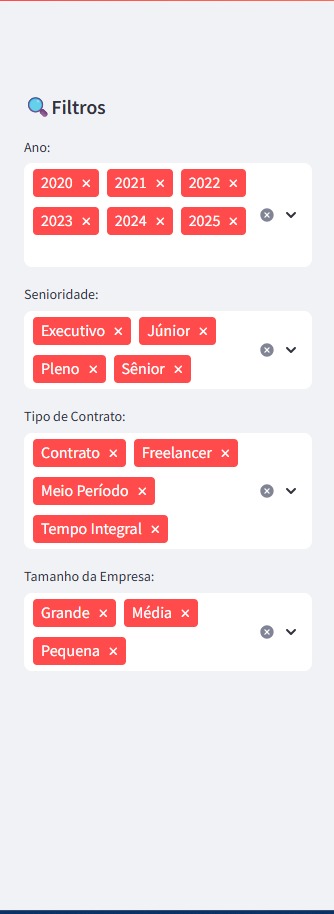 Filtros
Ano:
2020 × 2021 × 2022 ×
2023 × 2024 × 2025 ×
Senioridade:
Executivo × Júnior ×
Pleno × Sênior ×
Tipo de Contrato:
Contrato × Freelancer ×
Meio Período ×
Tempo Integral ×
Tamanho da Empresa:
Grande × Média ×
Pequena ×